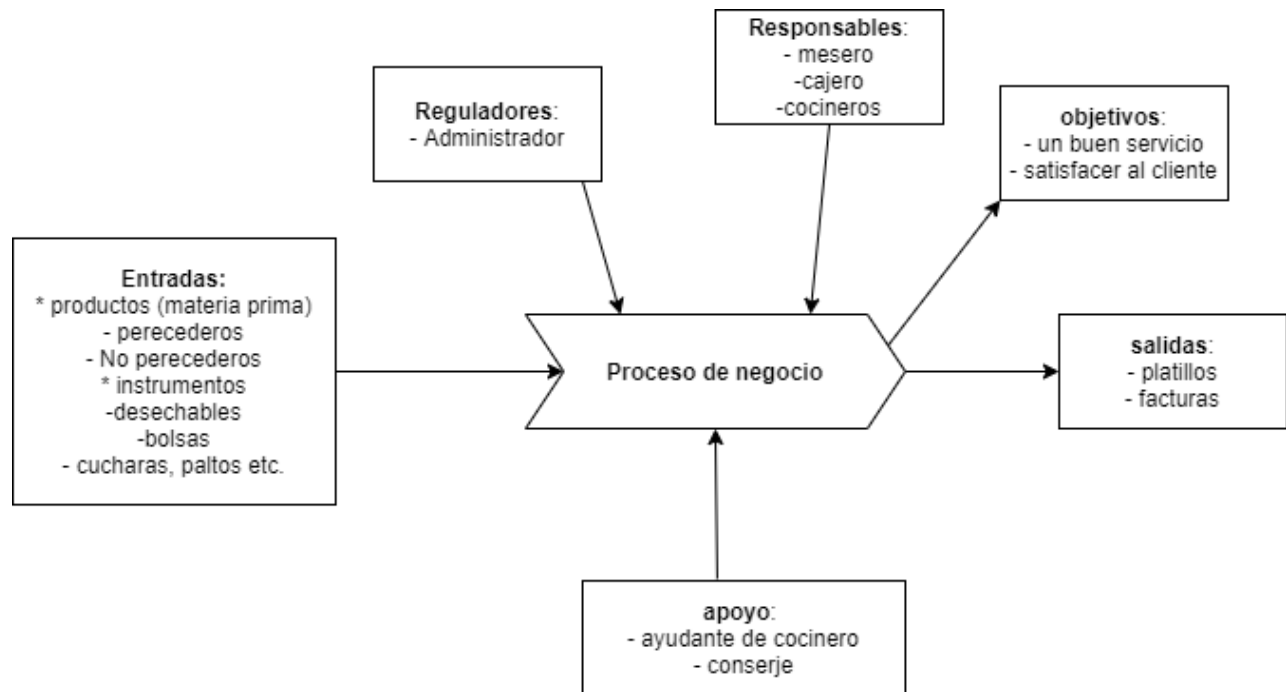 Responsables:
- mesero
-cajero
-cocineros
Reguladores:
- Administrador
objetivos:
- un buen servicio
- satisfacer al cliente
Entradas:
* productos (materia prima)
- perecederos
- No perecederos
* instrumentos
-desechables
-bolsas
- cucharas, paltos etc.
Proceso de negocio
salidas:
- platillos
- facturas
apoyo:
- ayudante de cocinero
- conserje